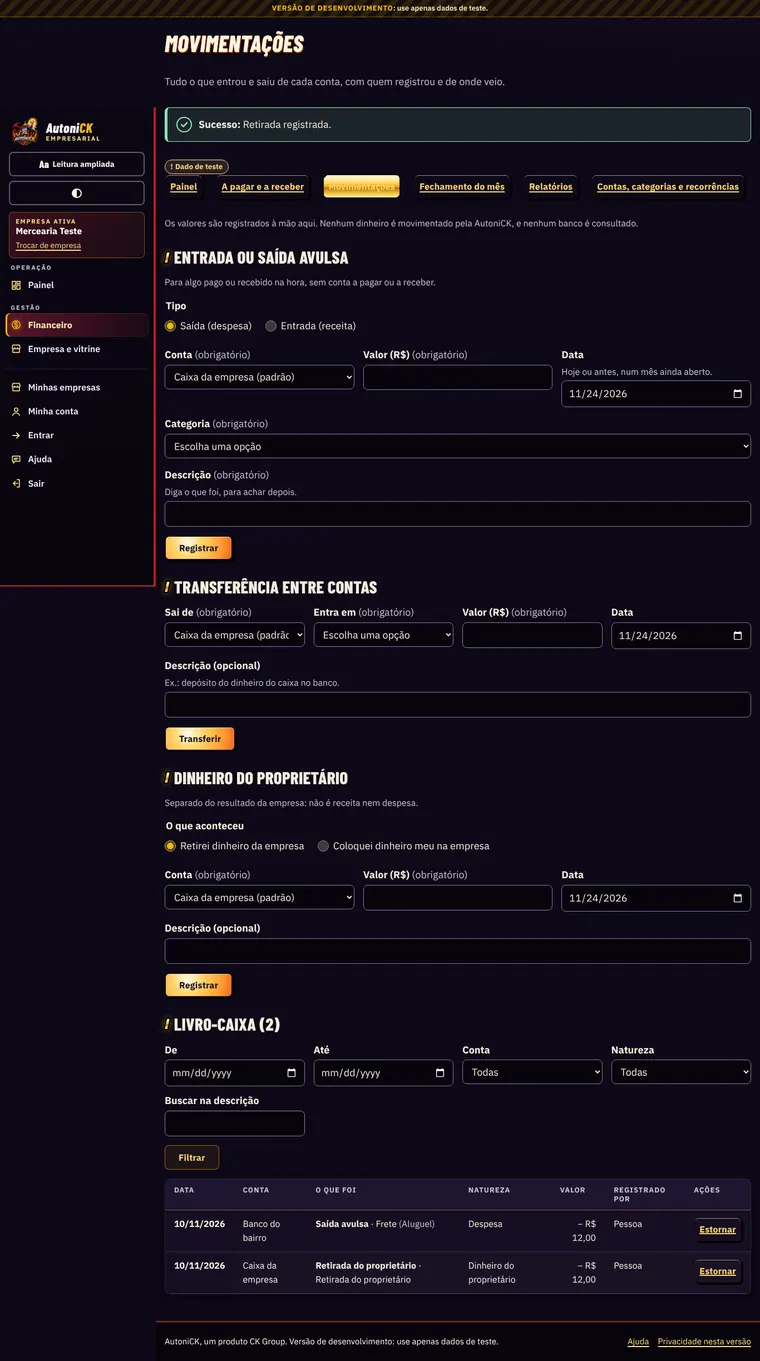 VERSÃO DE DESENVOLVIMENTO: use apenas dados de teste.
MOVIMENTAÇÕES
Tudo o que entrou e saiu de cada conta, com quem registrou e de onde veio.
AutoniCK
EMPRESARIAL
Aa Leitura ampliada
EMPRESA ATIVA
Mercearia Teste
Trocar de empresa
OPERAÇÃO
Painel
GESTÃO
Financeiro
Empresa e vitrine
Minhas empresas
Minha conta
Entrar
Ajuda
Sair
Sucesso: Retirada registrada.
! Dado de teste
Painel
A pagar e a receber
Movimentações
Fechamento do mês
Relatórios
Contas, categorias e recorrências
Os valores são registrados à mão aqui. Nenhum dinheiro é movimentado pela AutoniCK, e nenhum banco é consultado.
! ENTRADA OU SAÍDA AVULSA
Para algo pago ou recebido na hora, sem conta a pagar ou a receber.
Tipo
Saída (despesa) Entrada (receita)
Conta (obrigatório) Valor (R$) (obrigatório) Data
Hoje ou antes, num mês ainda aberto.
Caixa da empresa (padrão) 11/24/2026
Categoria (obrigatório)
Escolha uma opção
Descrição (obrigatório)
Diga o que foi, para achar depois.
Registrar
! TRANSFERÊNCIA ENTRE CONTAS
Sai de (obrigatório) Entra em (obrigatório) Valor (R$) (obrigatório) Data
Caixa da empresa (padrão Escolha uma opção 11/24/2026
Descrição (opcional)
Ex.: depósito do dinheiro do caixa no banco.
Transferir
! DINHEIRO DO PROPRIETÁRIO
Separado do resultado da empresa: não é receita nem despesa.
O que aconteceu
Retirei dinheiro da empresa Coloquei dinheiro meu na empresa
Conta (obrigatório) Valor (R$) (obrigatório) Data
Caixa da empresa (padrão) 11/24/2026
Descrição (opcional)
Registrar
! LIVRO-CAIXA (2)
De Até Conta Natureza
mm/dd/yyyy mm/dd/yyyy Todas Todas
Buscar na descrição
Filtrar
DATA CONTA O QUE FOI NATUREZA VALOR REGISTRADO POR AÇÕES
10/11/2026 Banco do bairro Saída avulsa · Frete (Aluguel) Despesa – R$ 12,00 Pessoa Estornar
10/11/2026 Caixa da empresa Retirada do proprietário · Retirada do proprietário Dinheiro do proprietário – R$ 12,00 Pessoa Estornar
AutoniCK, um produto CK Group. Versão de desenvolvimento: use apenas dados de teste.
Ajuda Privacidade nesta versão